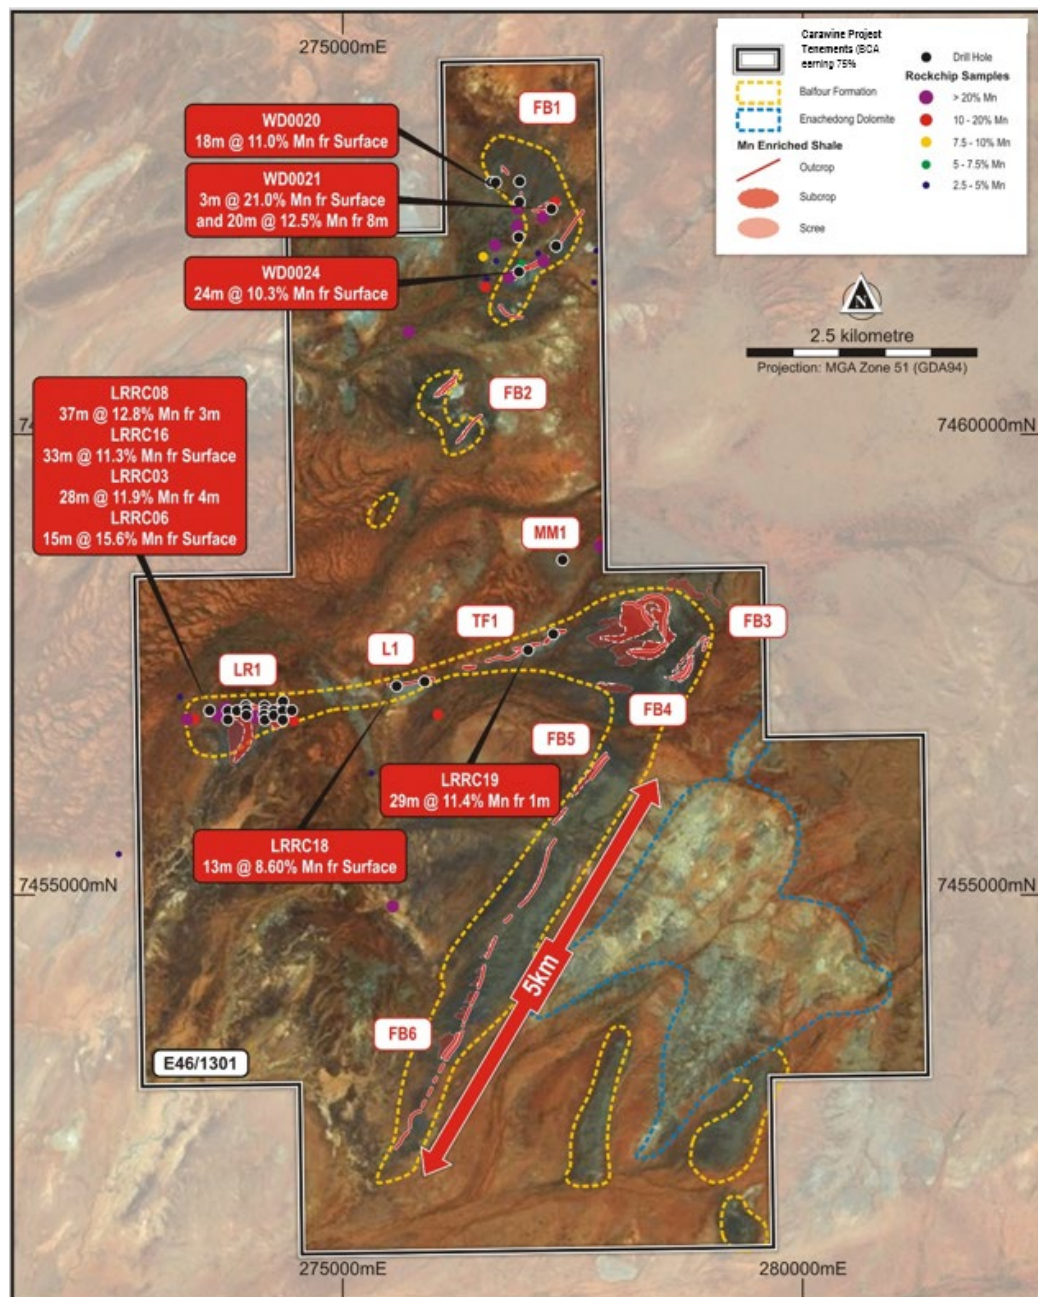 275000mE
Carawine Project
Tenements (BCA
earning 75%
Balfour Formation
Enachedong Dolomite
Mn Enriched Shale
Outcrop
Subcrop
Scree
Drill Hole
Rockchip Samples
> 20% Mn
10 - 20% Mn
7.5 - 10% Mn
5 - 7.5% Mn
2.5 - 5% Mn
FB1
WD0020
18m @ 11.0% Mn fr Surface
WD0021
3m @ 21.0% Mn fr Surface
and 20m @ 12.5% Mn fr 8m
WD0024
24m @ 10.3% Mn fr Surface
N
2.5 kilometre
Projection: MGA Zone 51 (GDA94)
FB2
LRRC08
37m @ 12.8% Mn fr 3m
LRRC16
33m @ 11.3% Mn fr Surface
LRRC03
28m @ 11.9% Mn fr 4m
LRRC06
15m @ 15.6% Mn fr Surface
7460000mN
MM1
TF1
FB3
L1
LR1
FB4
FB5
LRRC19
29m @ 11.4% Mn fr 1m
LRRC18
13m @ 8.60% Mn fr Surface
7455000mN
7455000mN
5km
FB6
E46/1301
275000mE
280000mE